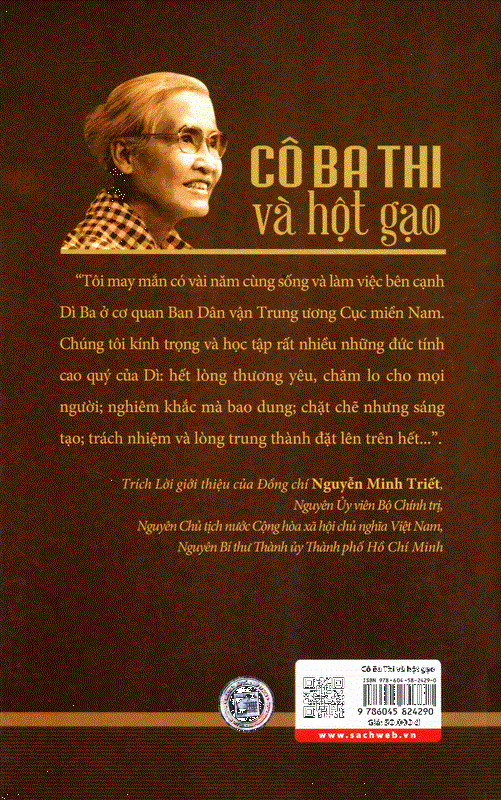 CÔ BA THI
và hột gạo
“Tôi may mắn có vài năm cùng sống và làm việc bên cạnh
Dì Ba ở cơ quan Ban Dân vận Trung ương Cục miền Nam.
Chúng tôi kính trọng và học tập rất nhiều những đức tính
cao quý của Dì: hết lòng thương yêu, chăm lo cho mọi
người; nghiêm khắc mà bao dung; chặt chẽ nhưng sáng
tạo; trách nhiệm và lòng trung thành đặt lên trên hết...”.
Trích Lời giới thiệu của Đồng chí Nguyễn Minh Triết,
Nguyên Ủy viên Bộ Chính trị,
Nguyên Chủ tịch nước Cộng hòa xã hội chủ nghĩa Việt Nam,
Nguyên Bí thư Thành ủy Thành phố Hồ Chí Minh
Cô Ba Thi và hột gạo
ISBN 978-604-58-2429-0
9 786045 824290
Giá:
www.sachweb.vn